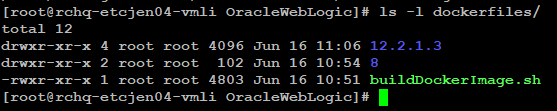 [root@rchq-etcjen04-vmli OracleWebLogic]# ls -l dockerfiles/
total 12
drwxr-xr-x 4 root root 4096 Jun 16 11:06 12.2.1.3
drwxr-xr-x 2 root root  102 Jun 16 10:54 8
-rwxr-xr-x 1 root root 4803 Jun 16 10:51 buildDockerImage.sh
[root@rchq-etcjen04-vmli OracleWebLogic]#